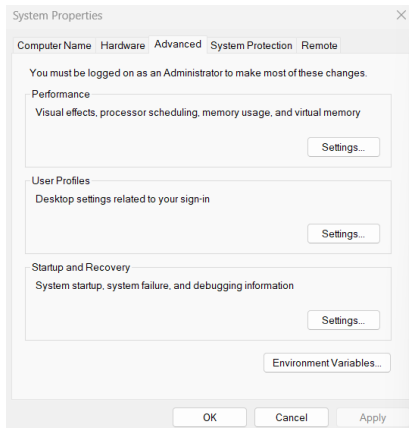 System Properties
Computer Name Hardware Advanced System Protection Remote
You must be logged on as an Administrator to make most of these changes.
Performance
Visual effects, processor scheduling, memory usage, and virtual memory
Settings...
User Profiles
Desktop settings related to your sign-in
Settings...
Startup and Recovery
System startup, system failure, and debugging information
Settings...
Environment Variables...
OK Cancel Apply